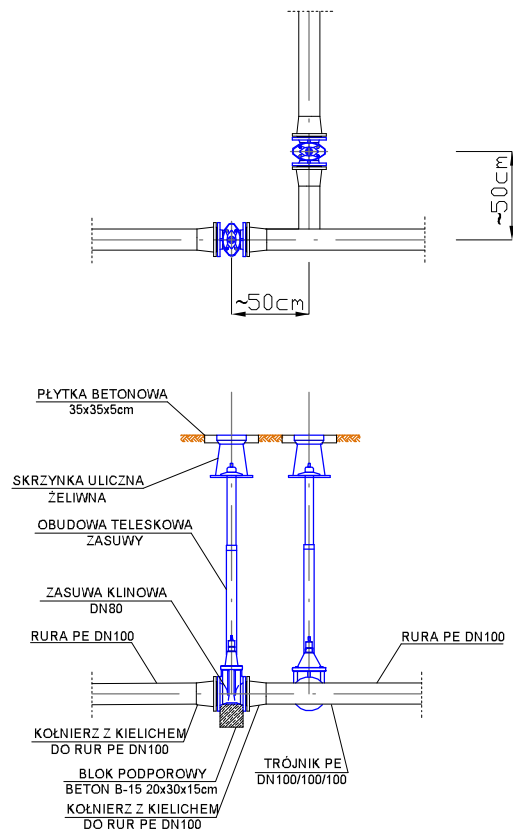 ~50cm
~50cm
PŁYTKA BETONOWA
35x35x5cm
SKRZYNKA ULICZNA
ŻELIWNA
OBUDOWA TELESKOWA
ZASUWY
ZASUWA KLINOWA
DN80
RURA PE DN100
RURA PE DN100
KOŁNIERZ Z KIELICHEM
DO RUR PE DN100
TRÓJNIK PE
DN100/100/100
BLOK PODPOROWY
BETON B-15 20x30x15cm
KOŁNIERZ Z KIELICHEM
DO RUR PE DN100